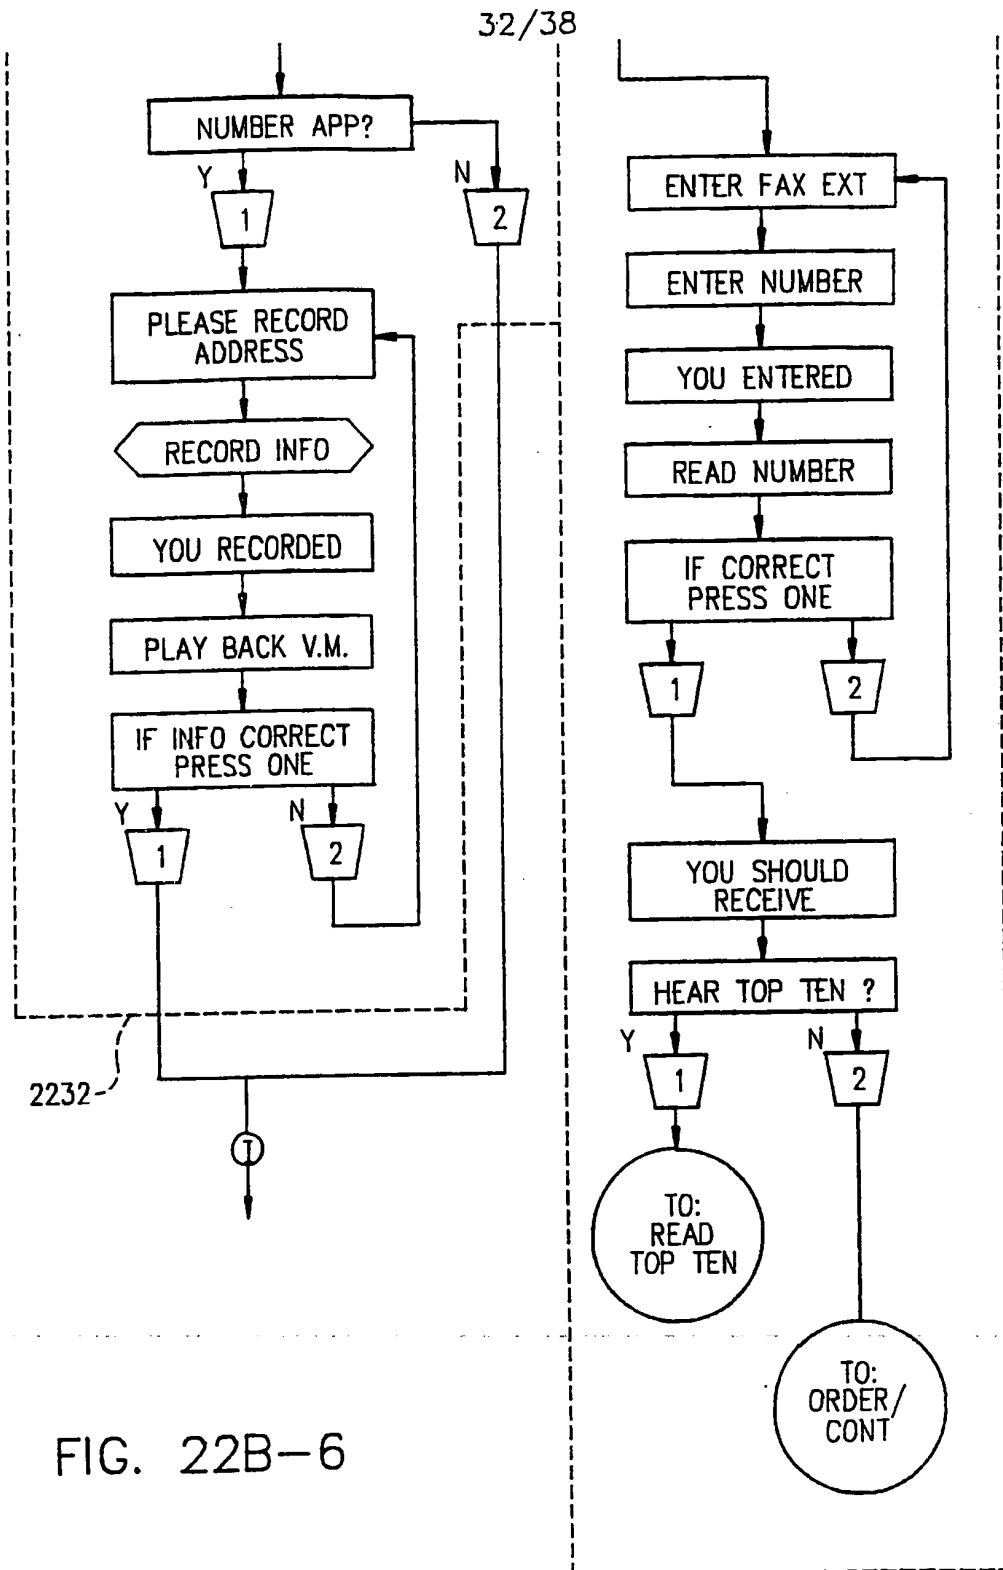 32/38
NUMBER APP?
Y
N
1
2
PLEASE RECORD
ADDRESS
RECORD INFO
YOU RECORDED
PLAY BACK V.M.
IF INFO CORRECT
PRESS ONE
Y
N
1
2
2232
T
ENTER FAX EXT
ENTER NUMBER
YOU ENTERED
READ NUMBER
IF CORRECT
PRESS ONE
1
2
YOU SHOULD
RECEIVE
HEAR TOP TEN ?
Y
N
1
2
TO:
READ
TOP TEN
TO:
ORDER/
CONT
FIG. 22B-6